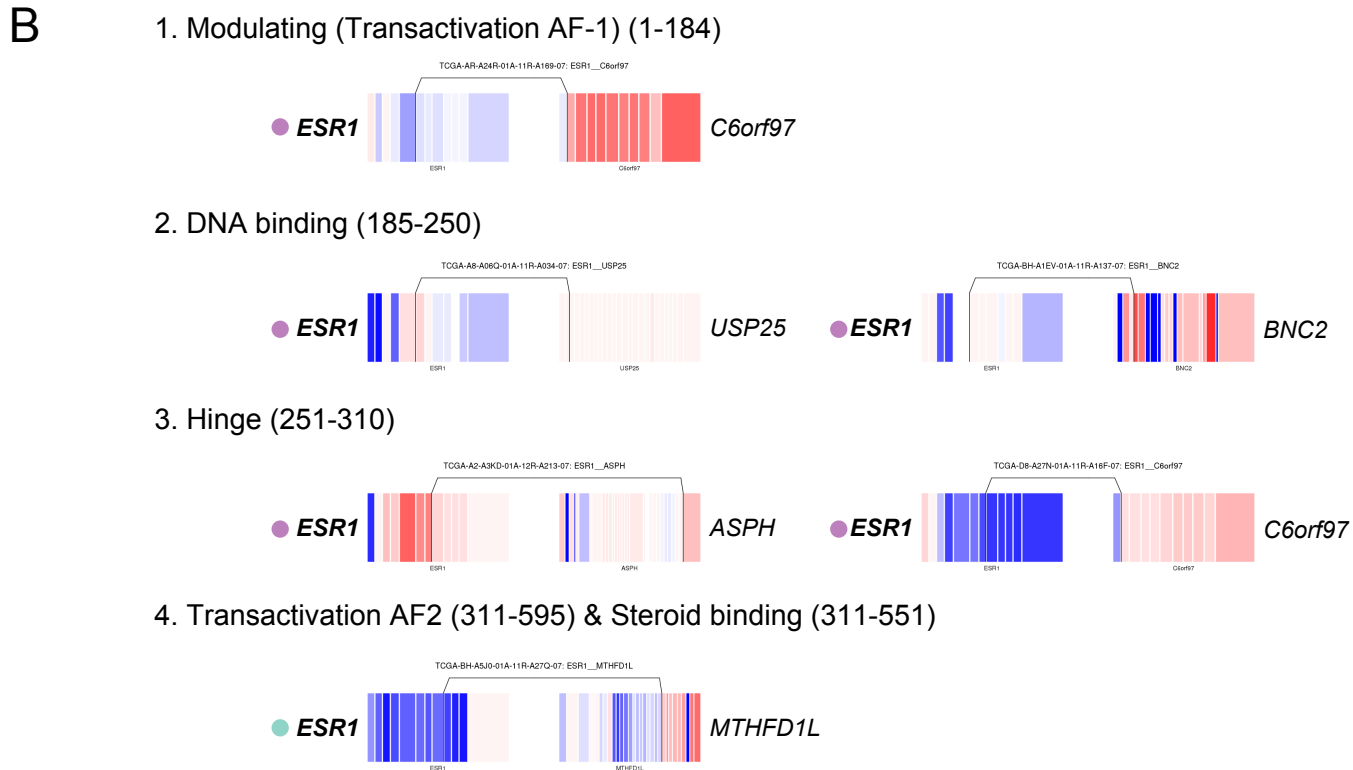 B
1. Modulating (Transactivation AF-1) (1-184)
TCGA-AR-A24R-01A-11R-A169-07: ESR1__C6orf97
ESR1
C6orf97
ESR1
C6orf97
2. DNA binding (185-250)
TCGA-A8-A06Q-01A-11R-A034-07: ESR1__USP25
ESR1
USP25
ESR1
USP25
TCGA-BH-A1EV-01A-11R-A137-07: ESR1__BNC2
ESR1
BNC2
ESR1
BNC2
3. Hinge (251-310)
TCGA-A2-A3KD-01A-12R-A213-07: ESR1__ASPH
ESR1
ASPH
ESR1
ASPH
TCGA-D8-A27N-01A-11R-A16F-07: ESR1__C6orf97
ESR1
C6orf97
ESR1
C6orf97
4. Transactivation AF2 (311-595) & Steroid binding (311-551)
TCGA-BH-A5J0-01A-11R-A27Q-07: ESR1__MTHFD1L
ESR1
MTHFD1L
ESR1
MTHFD1L